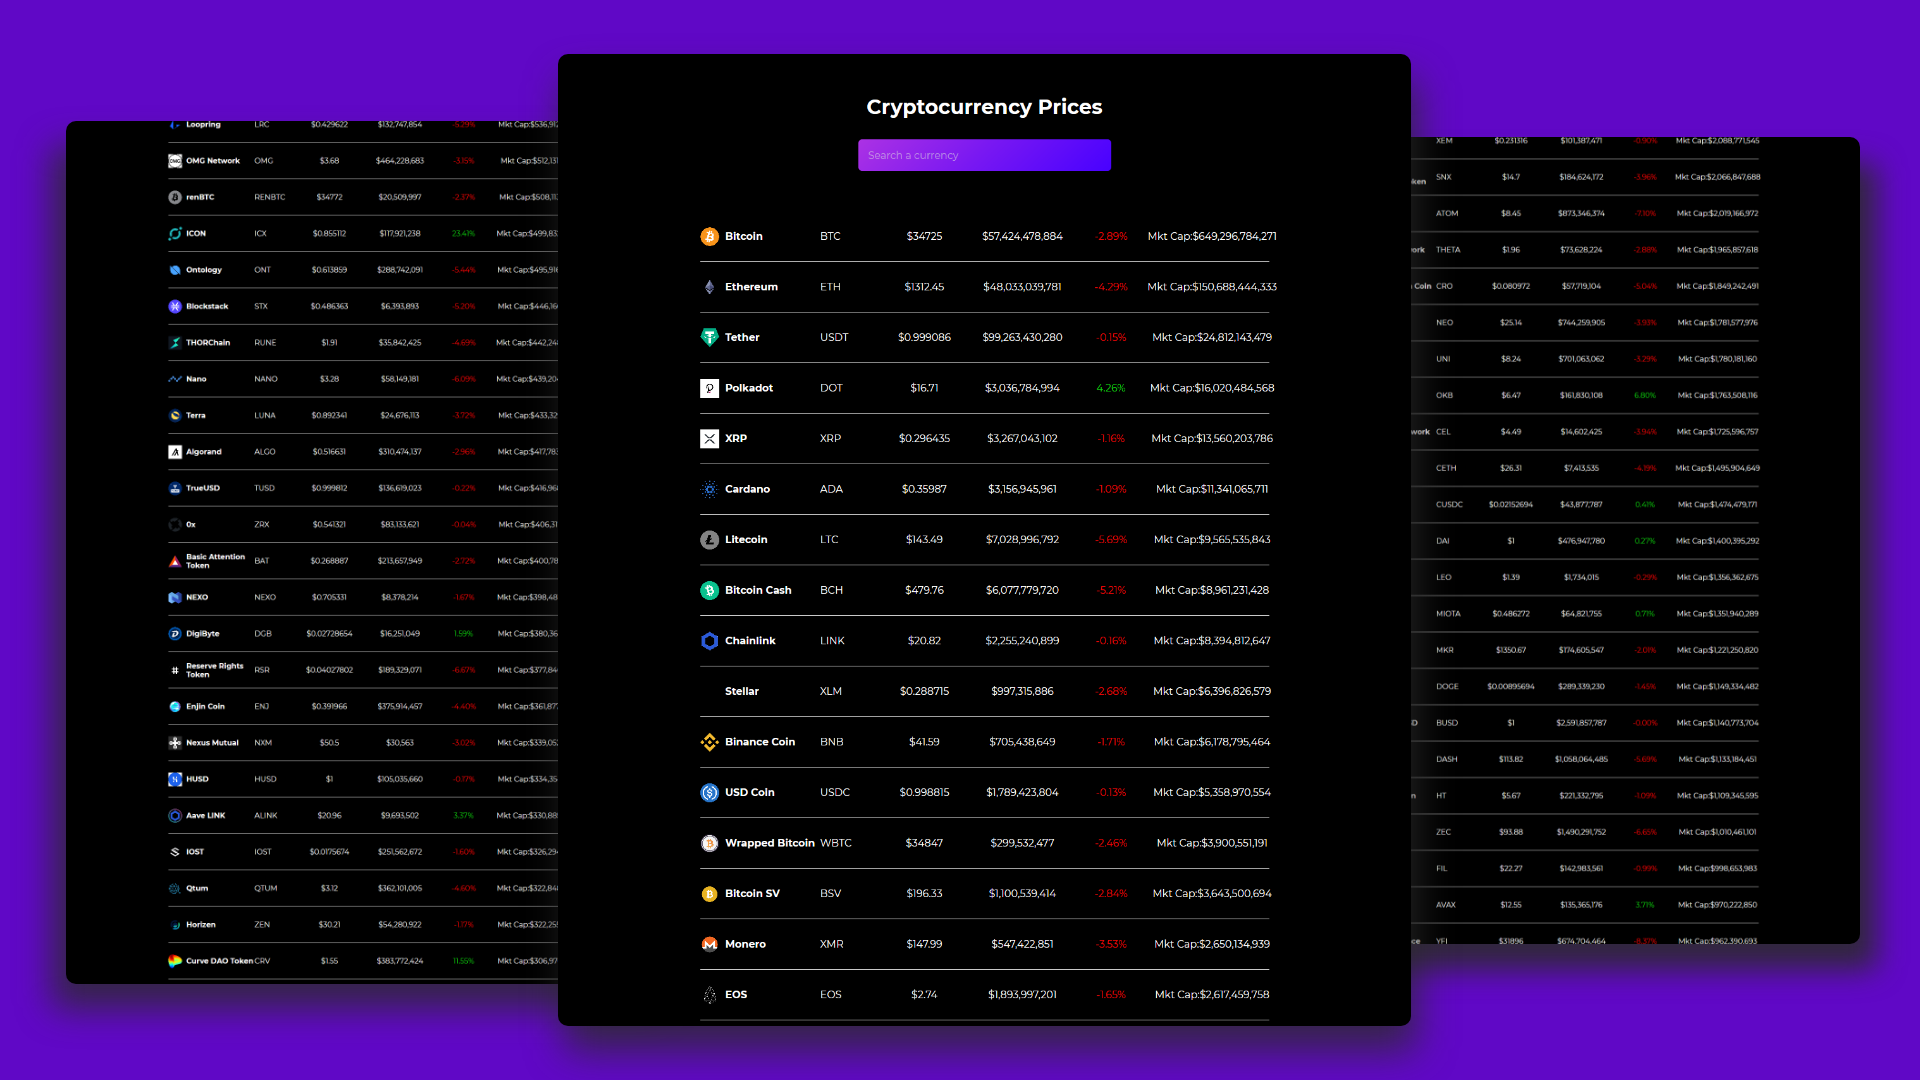 Cryptocurrency Prices
Search a currency
Bitcoin BTC $34725 $57,424,478,884 -2.89% Mkt Cap:$649,296,784,271
Ethereum ETH $1312.45 $48,033,039,781 -4.29% Mkt Cap:$150,688,444,333
Tether USDT $0.999086 $99,263,430,280 -0.15% Mkt Cap:$24,812,143,479
Polkadot DOT $16.71 $3,036,784,994 4.26% Mkt Cap:$16,020,484,568
XRP XRP $0.296435 $3,267,043,102 -1.16% Mkt Cap:$13,560,203,786
Cardano ADA $0.35987 $3,156,945,961 -1.09% Mkt Cap:$11,341,065,711
Litecoin LTC $143.49 $7,028,996,792 -5.69% Mkt Cap:$9,565,535,843
Bitcoin Cash BCH $479.76 $6,077,779,720 -5.21% Mkt Cap:$8,961,231,428
Chainlink LINK $20.82 $2,255,240,899 -0.16% Mkt Cap:$8,394,812,647
Stellar XLM $0.288715 $997,315,886 -2.68% Mkt Cap:$6,396,826,579
Binance Coin BNB $41.59 $705,438,649 -1.71% Mkt Cap:$6,178,795,464
USD Coin USDC $0.998815 $1,789,423,804 -0.13% Mkt Cap:$5,358,970,554
Wrapped Bitcoin WBTC $34847 $299,532,477 -2.46% Mkt Cap:$3,900,551,191
Bitcoin SV BSV $196.33 $1,100,539,414 -2.84% Mkt Cap:$3,643,500,694
Monero XMR $147.99 $547,422,851 -3.53% Mkt Cap:$2,650,134,939
EOS EOS $2.74 $1,893,997,201 -1.65% Mkt Cap:$2,617,459,758
Loopring LRC $0.429622 $132,747,854 -5.29% Mkt Cap:$536,912
OMG Network OMG $3.68 $464,228,683 -3.15% Mkt Cap:$512,131
renBTC RENBTC $34772 $20,509,997 -2.37% Mkt Cap:$508,11
ICON ICX $0.855112 $117,921,238 23.41% Mkt Cap:$499,83
Ontology ONT $0.613859 $288,742,091 -5.44% Mkt Cap:$495,91
Blockstack STX $0.486363 $6,393,893 -5.20% Mkt Cap:$446,16
THORChain RUNE $1.91 $35,842,425 -4.69% Mkt Cap:$442,24
Nano NANO $3.28 $58,149,181 -6.09% Mkt Cap:$439,20
Terra LUNA $0.892341 $24,676,113 -3.72% Mkt Cap:$433,32
Algorand ALGO $0.516631 $310,474,137 -2.96% Mkt Cap:$417,78
TrueUSD TUSD $0.999812 $136,619,023 -0.22% Mkt Cap:$416,96
0x ZRX $0.541321 $83,133,621 -0.04% Mkt Cap:$406,31
Basic Attention
Token BAT $0.268887 $213,657,949 -2.72% Mkt Cap:$400,78
NEXO NEXO $0.705331 $8,378,214 -1.67% Mkt Cap:$398,48
DigiByte DGB $0.02728654 $16,251,049 1.59% Mkt Cap:$380,36
Reserve Rights
Token RSR $0.04027802 $189,329,071 -6.67% Mkt Cap:$377,84
Enjin Coin ENJ $0.391966 $375,914,457 -4.40% Mkt Cap:$361,87
Nexus Mutual NXM $50.5 $30,563 -3.02% Mkt Cap:$339,05
HUSD HUSD $1 $105,035,660 -0.17% Mkt Cap:$334,35
Aave LINK ALINK $20.96 $9,693,502 3.37% Mkt Cap:$330,88
IOST IOST $0.0175674 $251,562,672 -1.60% Mkt Cap:$326,29
Qtum QTUM $3.12 $362,101,005 -4.60% Mkt Cap:$322,84
Horizen ZEN $30.21 $54,280,922 -1.17% Mkt Cap:$322,25
Curve DAO Token CRV $1.55 $383,772,424 11.55% Mkt Cap:$306,97
XEM $0.231316 $101,387,471 -0.90% Mkt Cap:$2,088,771,545
ken SNX $14.7 $184,624,172 -3.96% Mkt Cap:$2,066,847,688
ATOM $8.45 $873,346,374 -7.10% Mkt Cap:$2,019,166,972
ork THETA $1.96 $73,628,224 -2.88% Mkt Cap:$1,965,857,618
Coin CRO $0.080972 $57,719,104 -5.04% Mkt Cap:$1,849,242,491
NEO $25.14 $744,259,905 -3.93% Mkt Cap:$1,781,577,976
UNI $8.24 $701,063,062 -3.29% Mkt Cap:$1,780,181,160
OKB $6.47 $161,830,108 6.80% Mkt Cap:$1,763,508,116
work CEL $4.49 $14,602,425 -3.94% Mkt Cap:$1,725,596,757
CETH $26.31 $7,413,535 -4.19% Mkt Cap:$1,495,904,649
CUSDC $0.02152694 $43,877,787 0.41% Mkt Cap:$1,474,479,171
DAI $1 $476,947,780 0.27% Mkt Cap:$1,400,395,292
LEO $1.39 $1,734,015 -0.29% Mkt Cap:$1,356,362,675
MIOTA $0.486272 $64,821,755 0.71% Mkt Cap:$1,351,940,289
MKR $1350.67 $174,605,547 -2.01% Mkt Cap:$1,221,250,820
DOGE $0.00895694 $289,339,230 -1.45% Mkt Cap:$1,149,334,482
D BUSD $1 $2,591,857,787 -0.00% Mkt Cap:$1,140,773,704
DASH $113.82 $1,058,064,485 -5.69% Mkt Cap:$1,133,184,451
n HT $5.67 $221,332,795 -1.09% Mkt Cap:$1,109,345,595
ZEC $93.88 $1,490,291,752 -6.66% Mkt Cap:$1,010,461,101
FIL $22.27 $142,983,561 -0.99% Mkt Cap:$998,653,983
AVAX $12.55 $135,365,176 3.71% Mkt Cap:$970,222,850
ce YFI $31896 $674,704,464 -8.37% Mkt Cap:$962,390,693